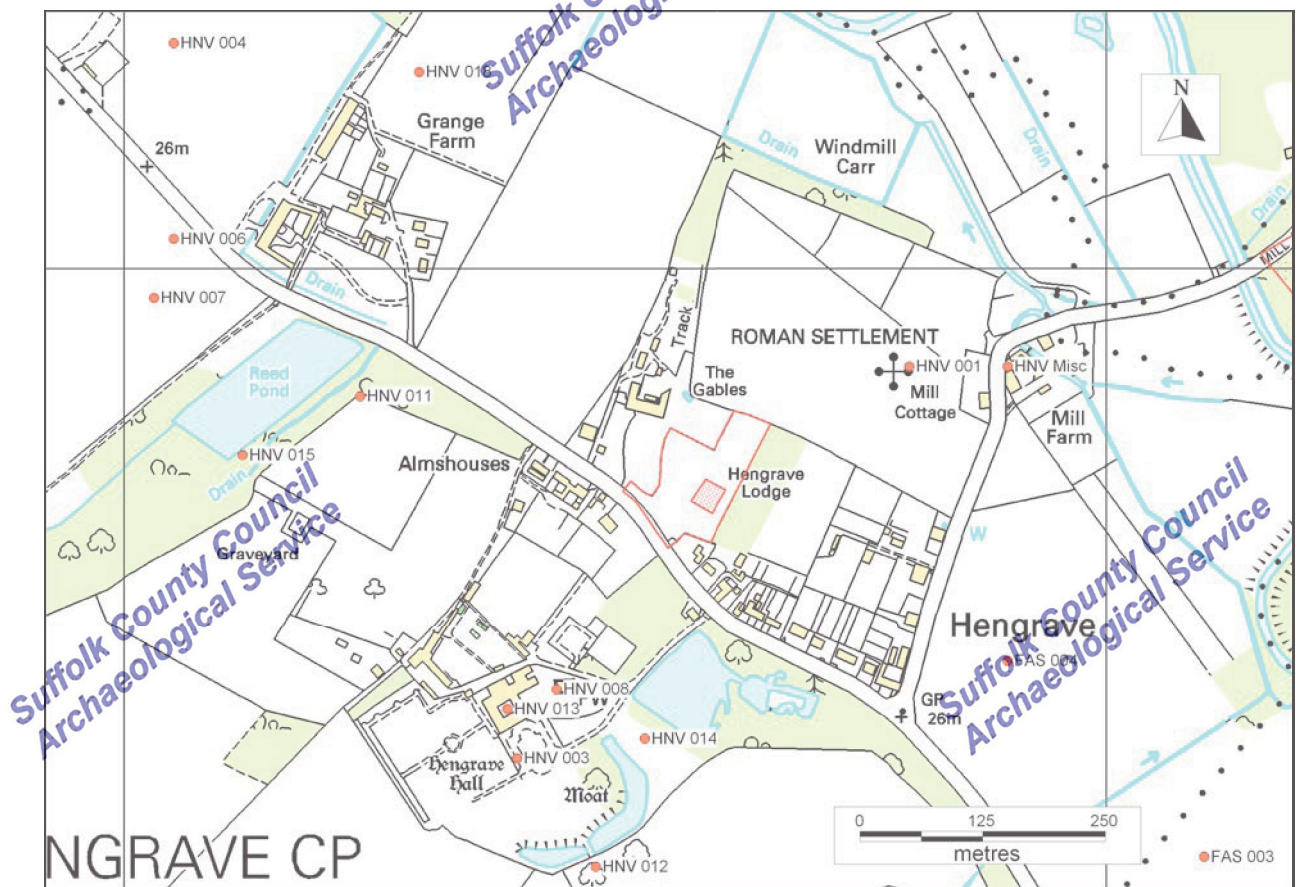 Suffolk County Council
Archaeological Service
HNV 004
HNV 018
N
Grange
Farm
Drain
Windmill
Carr
Drain
26m
Drain
HNV 006
MILL
Drain
HNV 007
Track
ROMAN SETTLEMENT
HNV 001
HNV Misc
Reed
Pond
The
Gables
Mill
Cottage
HNV 011
Mill
Farm
HNV 015
Almshouses
Hengrave
Lodge
Drain
Graveyard
W
Suffolk County Council
Archaeological Service
Suffolk County Council
Archaeological Service
Hengrave
FAS 004
HNV 008
PW
HNV 013
GP
26m
HNV 014
HNV 003
Hengrave
Hall
Moat
0 125 250
metres
NGRAVE CP
HNV 012
FAS 003